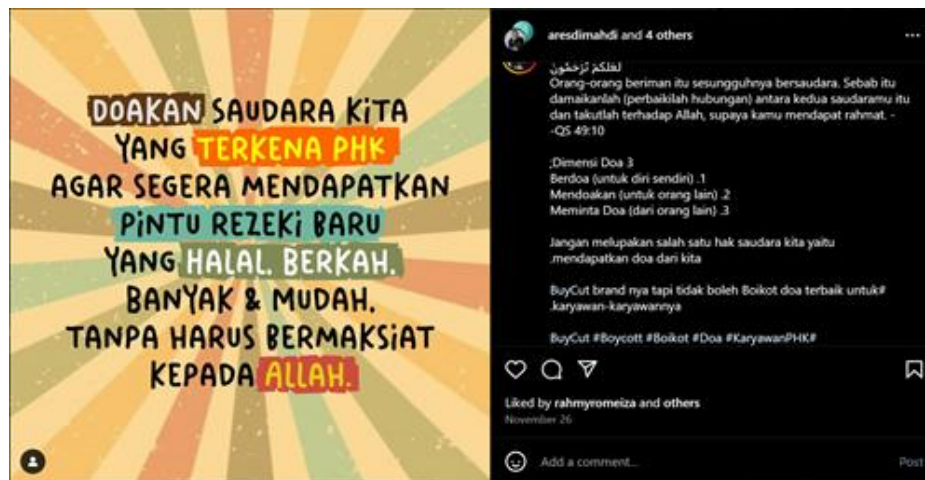 DOAKAN SAUDARA KITA
YANG TERKENA PHK
AGAR SEGERA MENDAPATKAN
PINTU REZEKI BARU
YANG HALAL. BERKAH.
BANYAK & MUDAH.
TANPA HARUS BERMAKSIAT
KEPADA ALLAH.
aresdimahdi and 4 others
لَعَلَّكُمْ تُرْحَمُونَ
Orang-orang beriman itu sesungguhnya bersaudara. Sebab itu
damaikanlah (perbaikilah hubungan) antara kedua saudaramu itu
dan takutlah terhadap Allah, supaya kamu mendapat rahmat. -
-QS 49:10
;Dimensi Doa 3
Berdoa (untuk diri sendiri) .1
Mendoakan (untuk orang lain) .2
Meminta Doa (dari orang lain) .3
Jangan melupakan salah satu hak saudara kita yaitu
.mendapatkan doa dari kita
BuyCut brand nya tapi tidak boleh Boikot doa terbaik untuk#
.karyawan-karyawannya
BuyCut #Boycott #Boikot #Doa #KaryawanPHK#
Liked by rahmyromeiza and others
November 26
Add a comment...
Post